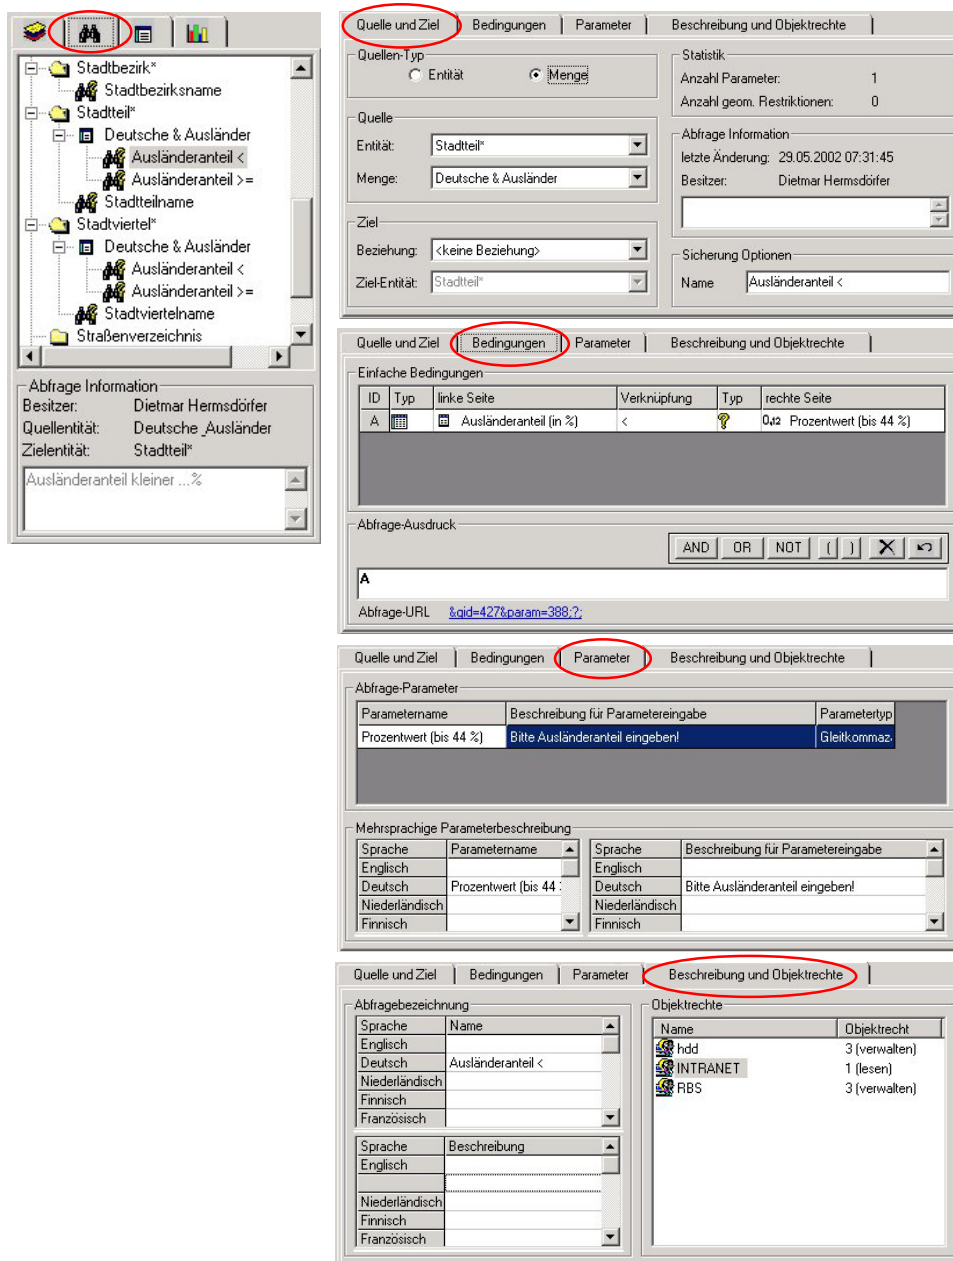 Stadtbezirk*
Stadtbezirksname
Stadtteil*
Deutsche & Ausländer
Ausländeranteil <
Ausländeranteil >=
Stadtteilname
Stadtviertel*
Deutsche & Ausländer
Ausländeranteil <
Ausländeranteil >=
Stadtviertelname
Straßenverzeichnis
Abfrage Information
Besitzer: Dietmar Hermsdörfer
Quellentität: Deutsche_Ausländer
Zielentität: Stadtteil*
Ausländeranteil kleiner ...%
Quelle und Ziel Bedingungen Parameter Beschreibung und Objektrechte
Quellen-Typ
Entität Menge
Quelle
Entität: Stadtteil*
Menge: Deutsche & Ausländer
Ziel
Beziehung: <keine Beziehung>
Ziel-Entität: Stadtteil*
Statistik
Anzahl Parameter: 1
Anzahl geom. Restriktionen: 0
Abfrage Information
letzte Änderung: 29.05.2002 07:31:45
Besitzer: Dietmar Hermsdörfer
Sicherung Optionen
Name Ausländeranteil <
Quelle und Ziel Bedingungen Parameter Beschreibung und Objektrechte
Einfache Bedingungen
ID Typ linke Seite Verknüpfung Typ rechte Seite
A Ausländeranteil (in %) < ? 0,12 Prozentwert (bis 44 %)
Abfrage-Ausdruck
AND OR NOT ( )
A
Abfrage-URL &qid=427&param=388;?;
Quelle und Ziel Bedingungen Parameter Beschreibung und Objektrechte
Abfrage-Parameter
Parametername Beschreibung für Parametereingabe Parametertyp
Prozentwert (bis 44 %) Bitte Ausländeranteil eingeben! Gleitkommaz
Mehrsprachige Parameterbeschreibung
Sprache Parametername
Englisch
Deutsch Prozentwert (bis 44
Niederländisch
Finnisch
Sprache Beschreibung für Parametereingabe
Englisch
Deutsch Bitte Ausländeranteil eingeben!
Niederländisch
Finnisch
Quelle und Ziel Bedingungen Parameter Beschreibung und Objektrechte
Abfragebezeichnung
Sprache Name
Englisch
Deutsch Ausländeranteil <
Niederländisch
Finnisch
Französisch
Sprache Beschreibung
Englisch
Niederländisch
Finnisch
Französisch
Objektrechte
Name Objektrecht
hdd 3 (verwalten)
INTRANET 1 (lesen)
RBS 3 (verwalten)